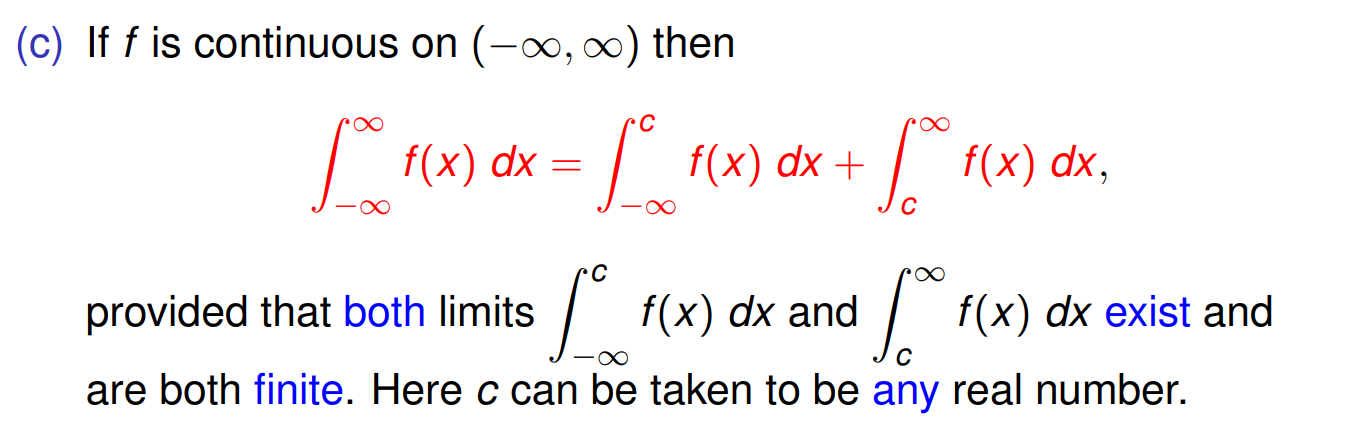 (c) If f is continuous on (−∞, ∞) then
∫_{−∞}^{∞} f(x) dx = ∫_{−∞}^{c} f(x) dx + ∫_{c}^{∞} f(x) dx,
provided that both limits ∫_{−∞}^{c} f(x) dx and ∫_{c}^{∞} f(x) dx exist and
are both finite. Here c can be taken to be any real number.